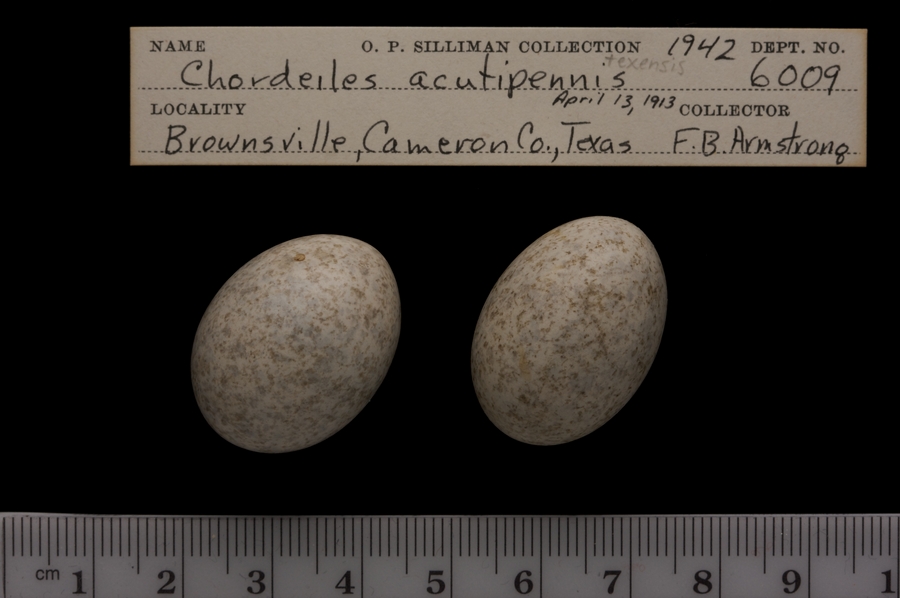 NAME O. P. SILLIMAN COLLECTION 1942 DEPT. NO.
texensis
Chordeiles acutipennis 6009
April 13, 1913
LOCALITY COLLECTOR
Brownsville, Cameron Co., Texas F.B. Armstrong
cm 1 2 3 4 5 6 7 8 9 1